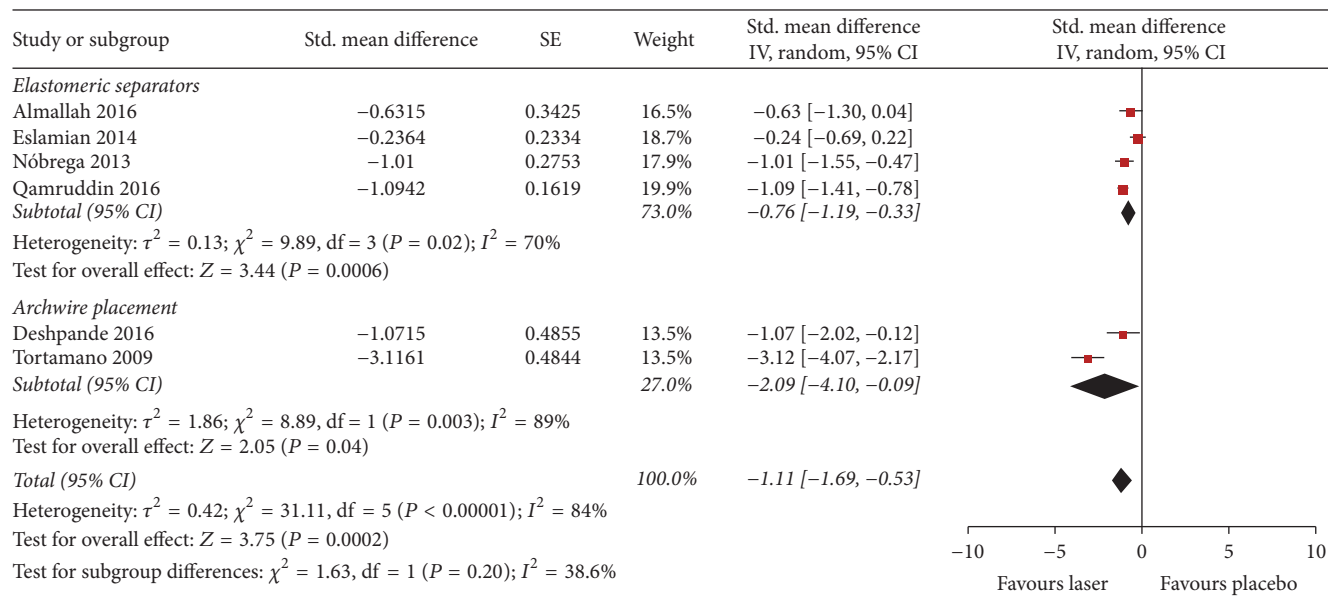 Study or subgroup Std. mean difference SE Weight Std. mean difference IV, random, 95% CI Std. mean difference IV, random, 95% CI
Elastomeric separators
Almallah 2016 −0.6315 0.3425 16.5% −0.63 [−1.30, 0.04]
Eslamian 2014 −0.2364 0.2334 18.7% −0.24 [−0.69, 0.22]
Nóbrega 2013 −1.01 0.2753 17.9% −1.01 [−1.55, −0.47]
Qamruddin 2016 −1.0942 0.1619 19.9% −1.09 [−1.41, −0.78]
Subtotal (95% CI) 73.0% −0.76 [−1.19, −0.33]
Heterogeneity: τ² = 0.13; χ² = 9.89, df = 3 (P = 0.02); I² = 70%
Test for overall effect: Z = 3.44 (P = 0.0006)
Archwire placement
Deshpande 2016 −1.0715 0.4855 13.5% −1.07 [−2.02, −0.12]
Tortamano 2009 −3.1161 0.4844 13.5% −3.12 [−4.07, −2.17]
Subtotal (95% CI) 27.0% −2.09 [−4.10, −0.09]
Heterogeneity: τ² = 1.86; χ² = 8.89, df = 1 (P = 0.003); I² = 89%
Test for overall effect: Z = 2.05 (P = 0.04)
Total (95% CI) 100.0% −1.11 [−1.69, −0.53]
Heterogeneity: τ² = 0.42; χ² = 31.11, df = 5 (P < 0.00001); I² = 84%
Test for overall effect: Z = 3.75 (P = 0.0002)
Test for subgroup differences: χ² = 1.63, df = 1 (P = 0.20); I² = 38.6%
−10 −5 0 5 10
Favours laser Favours placebo